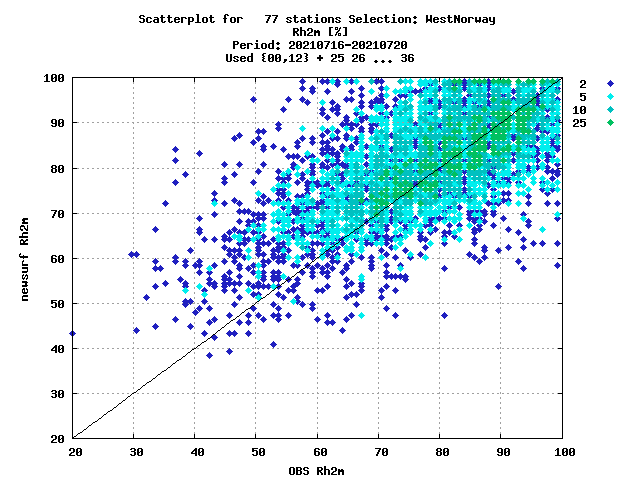 Scatterplot for   77 stations Selection: WestNorway
Rh2m [%]
Period: 20210716-20210720
Used {00,12} + 25 26 ... 36
100
90
80
70
60
50
40
30
20
newsurf Rh2m
20 30 40 50 60 70 80 90 100
OBS Rh2m
2
5
10
25